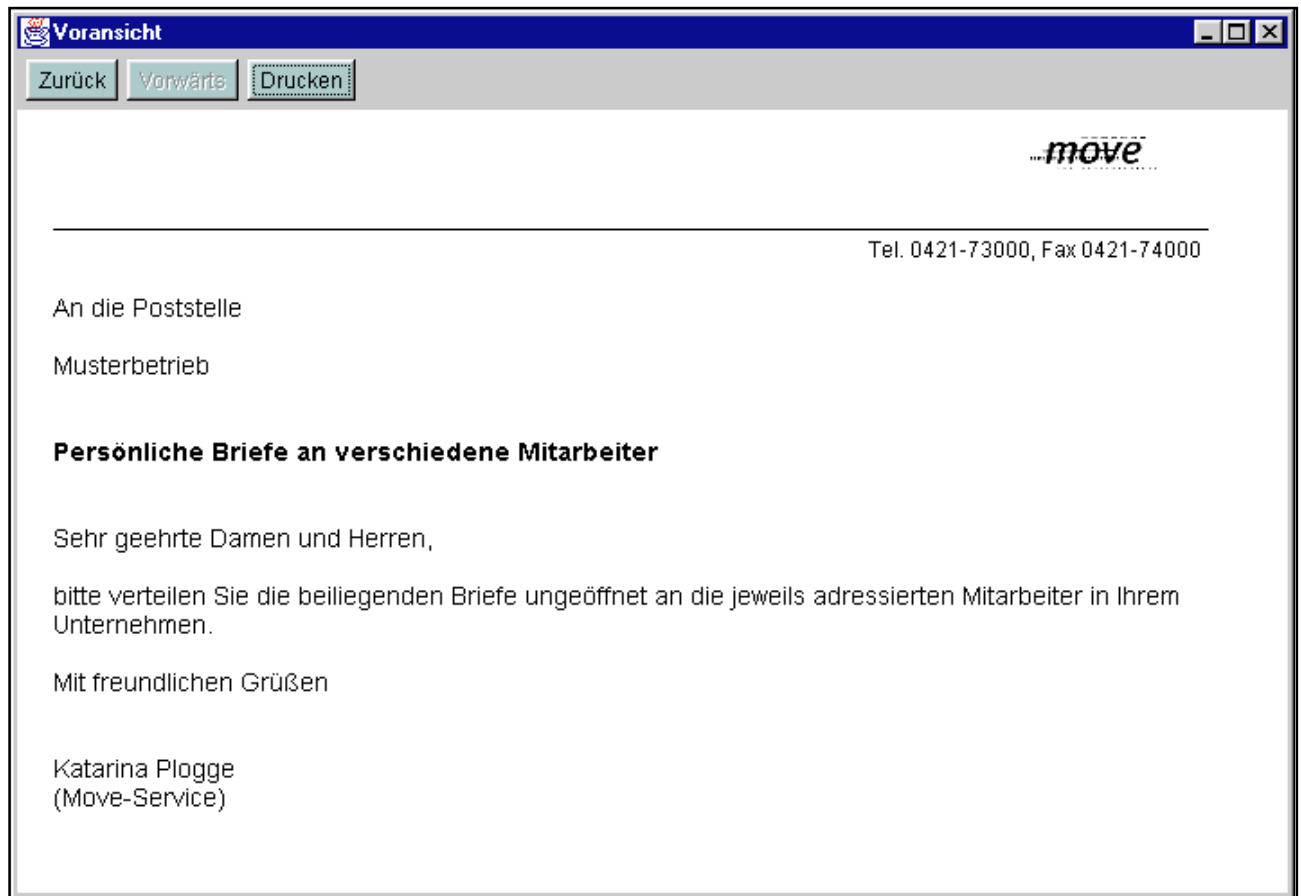 Voransicht
Zurück Vorwärts Drucken
move
Tel. 0421-73000, Fax 0421-74000
An die Poststelle
Musterbetrieb
Persönliche Briefe an verschiedene Mitarbeiter
Sehr geehrte Damen und Herren,
bitte verteilen Sie die beiliegenden Briefe ungeöffnet an die jeweils adressierten Mitarbeiter in Ihrem
Unternehmen.
Mit freundlichen Grüßen
Katarina Plogge
(Move-Service)